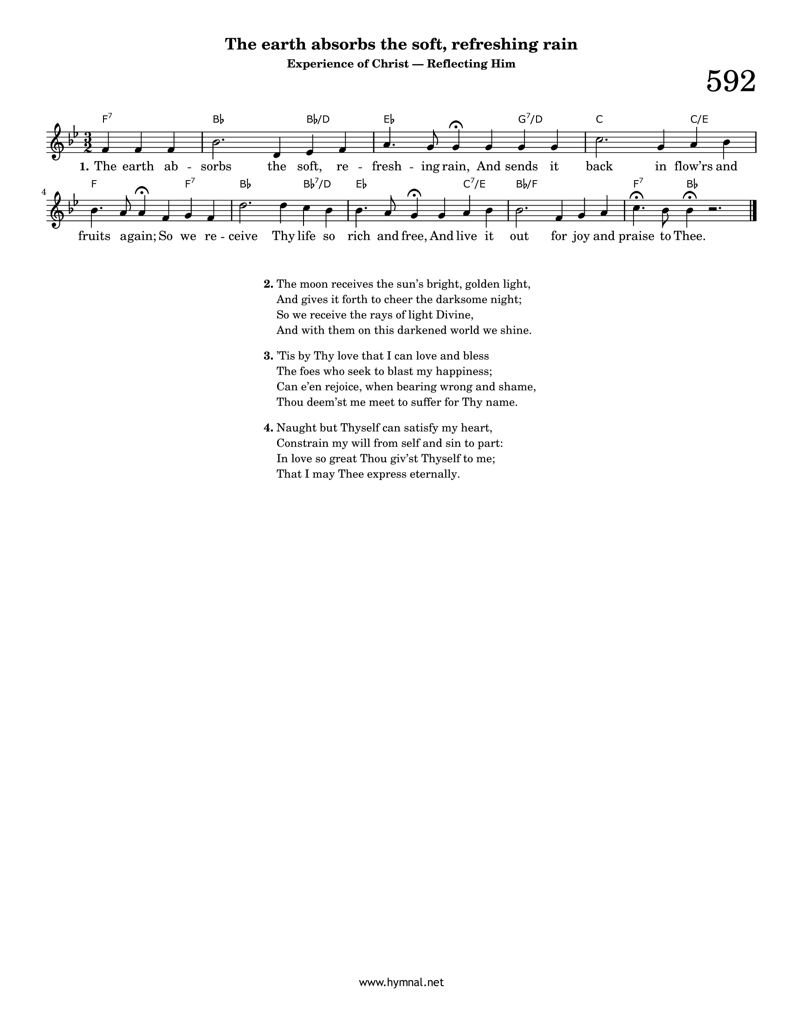 The earth absorbs the soft, refreshing rain
Experience of Christ — Reflecting Him
592
F7 B♭ B♭/D E♭ G7/D C C/E
3
2
1. The earth ab - sorbs the soft, re - fresh - ing rain, And sends it back in flow'rs and
4
F F7 B♭ B♭7/D E♭ C7/E B♭/F F7 B♭
fruits again; So we re - ceive Thy life so rich and free, And live it out for joy and praise to Thee.
2. The moon receives the sun's bright, golden light,
And gives it forth to cheer the darksome night;
So we receive the rays of light Divine,
And with them on this darkened world we shine.
3. 'Tis by Thy love that I can love and bless
The foes who seek to blast my happiness;
Can e'en rejoice, when bearing wrong and shame,
Thou deem'st me meet to suffer for Thy name.
4. Naught but Thyself can satisfy my heart,
Constrain my will from self and sin to part:
In love so great Thou giv'st Thyself to me;
That I may Thee express eternally.
www.hymnal.net